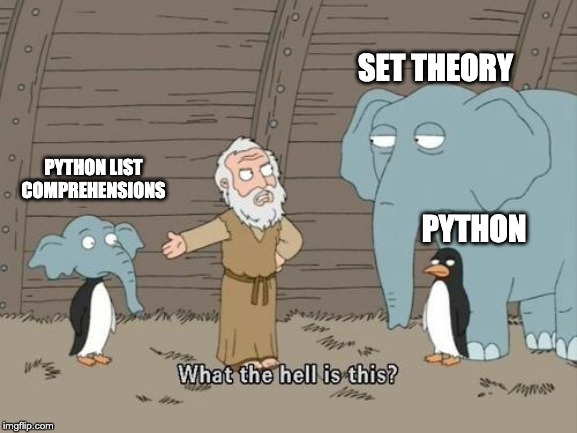 SET THEORY
PYTHON LIST
COMPREHENSIONS
PYTHON
What the hell is this?
imgflip.com